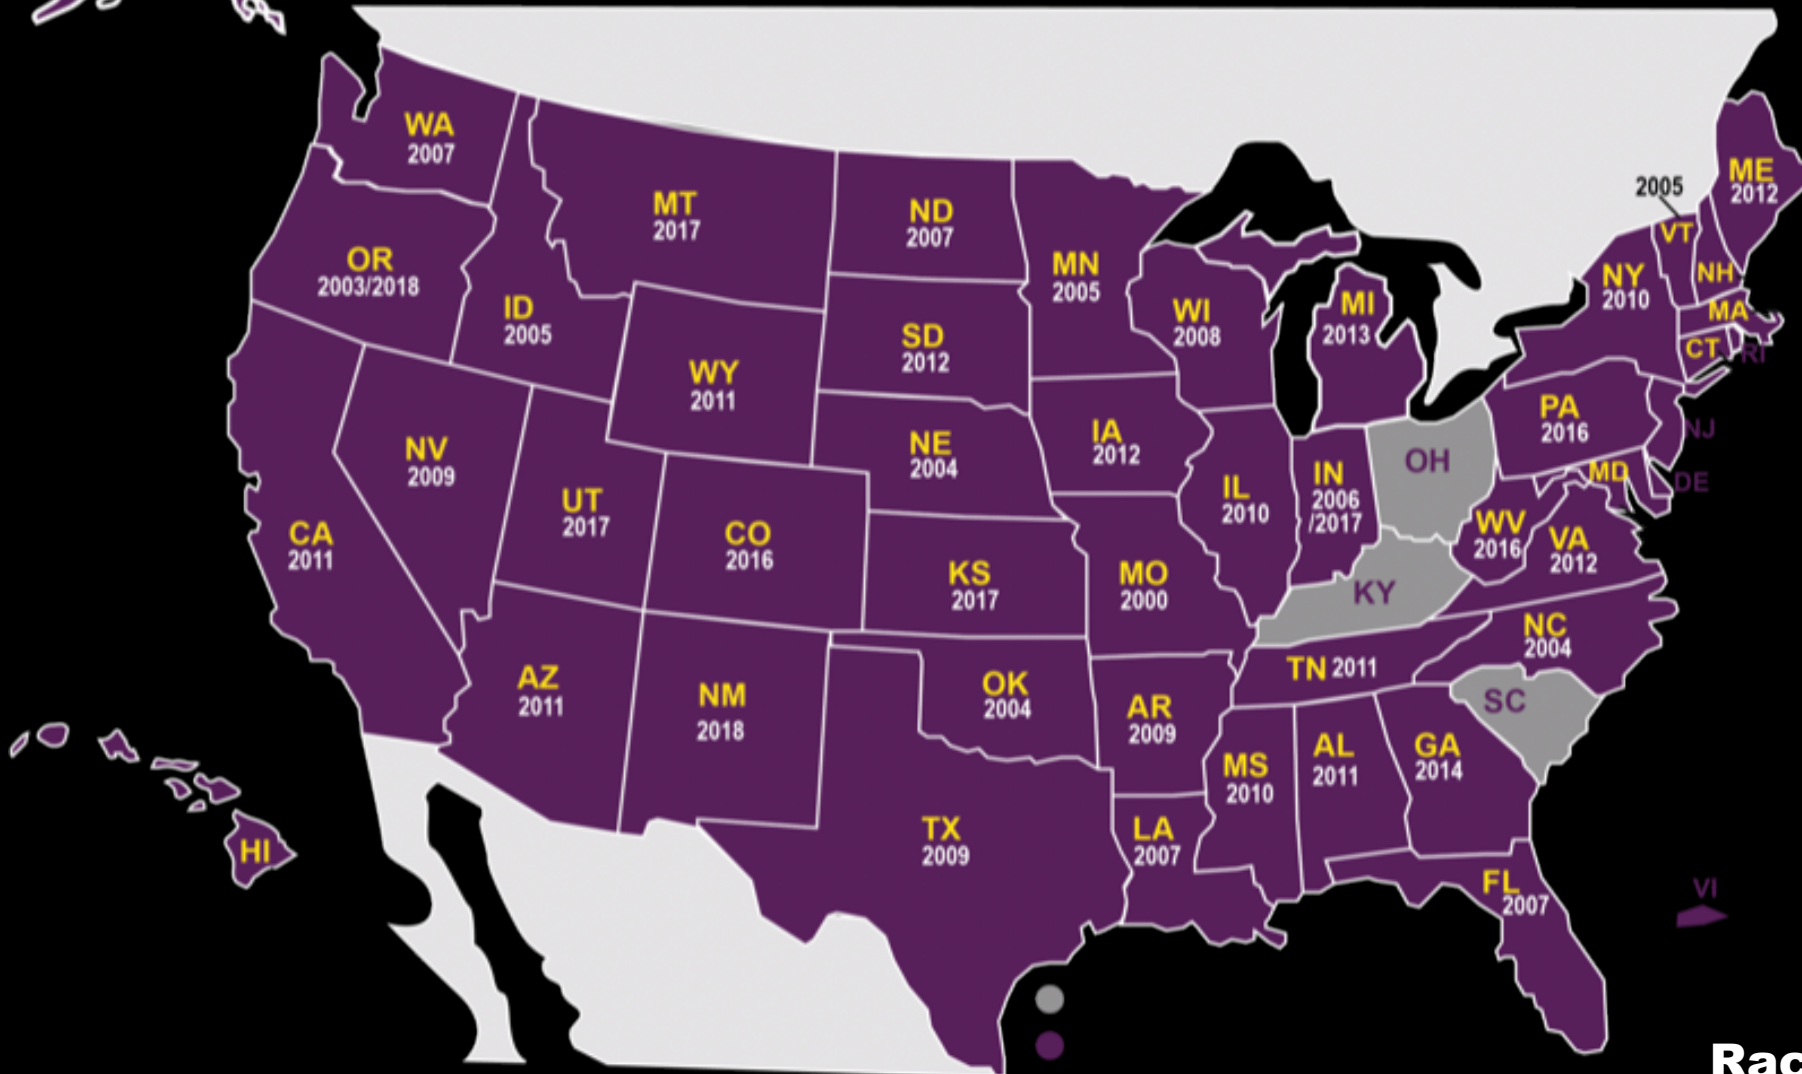 WA
2007
MT
2017
ND
2007
MN
2005
OR
2003/2018
ID
2005
SD
2012
WI
2008
MI
2013
2005
VT
ME
2012
NH
NY
2010
MA
CT
RI
WY
2011
NE
2004
IA
2012
PA
2016
NJ
NV
2009
UT
2017
CO
2016
IL
2010
IN
2006
/2017
OH
MD
DE
CA
2011
KS
2017
MO
2000
WV
2016
VA
2012
KY
NC
2004
TN 2011
AZ
2011
NM
2018
OK
2004
AR
2009
SC
MS
2010
AL
2011
GA
2014
TX
2009
LA
2007
HI
FL
2007
VI
Rac